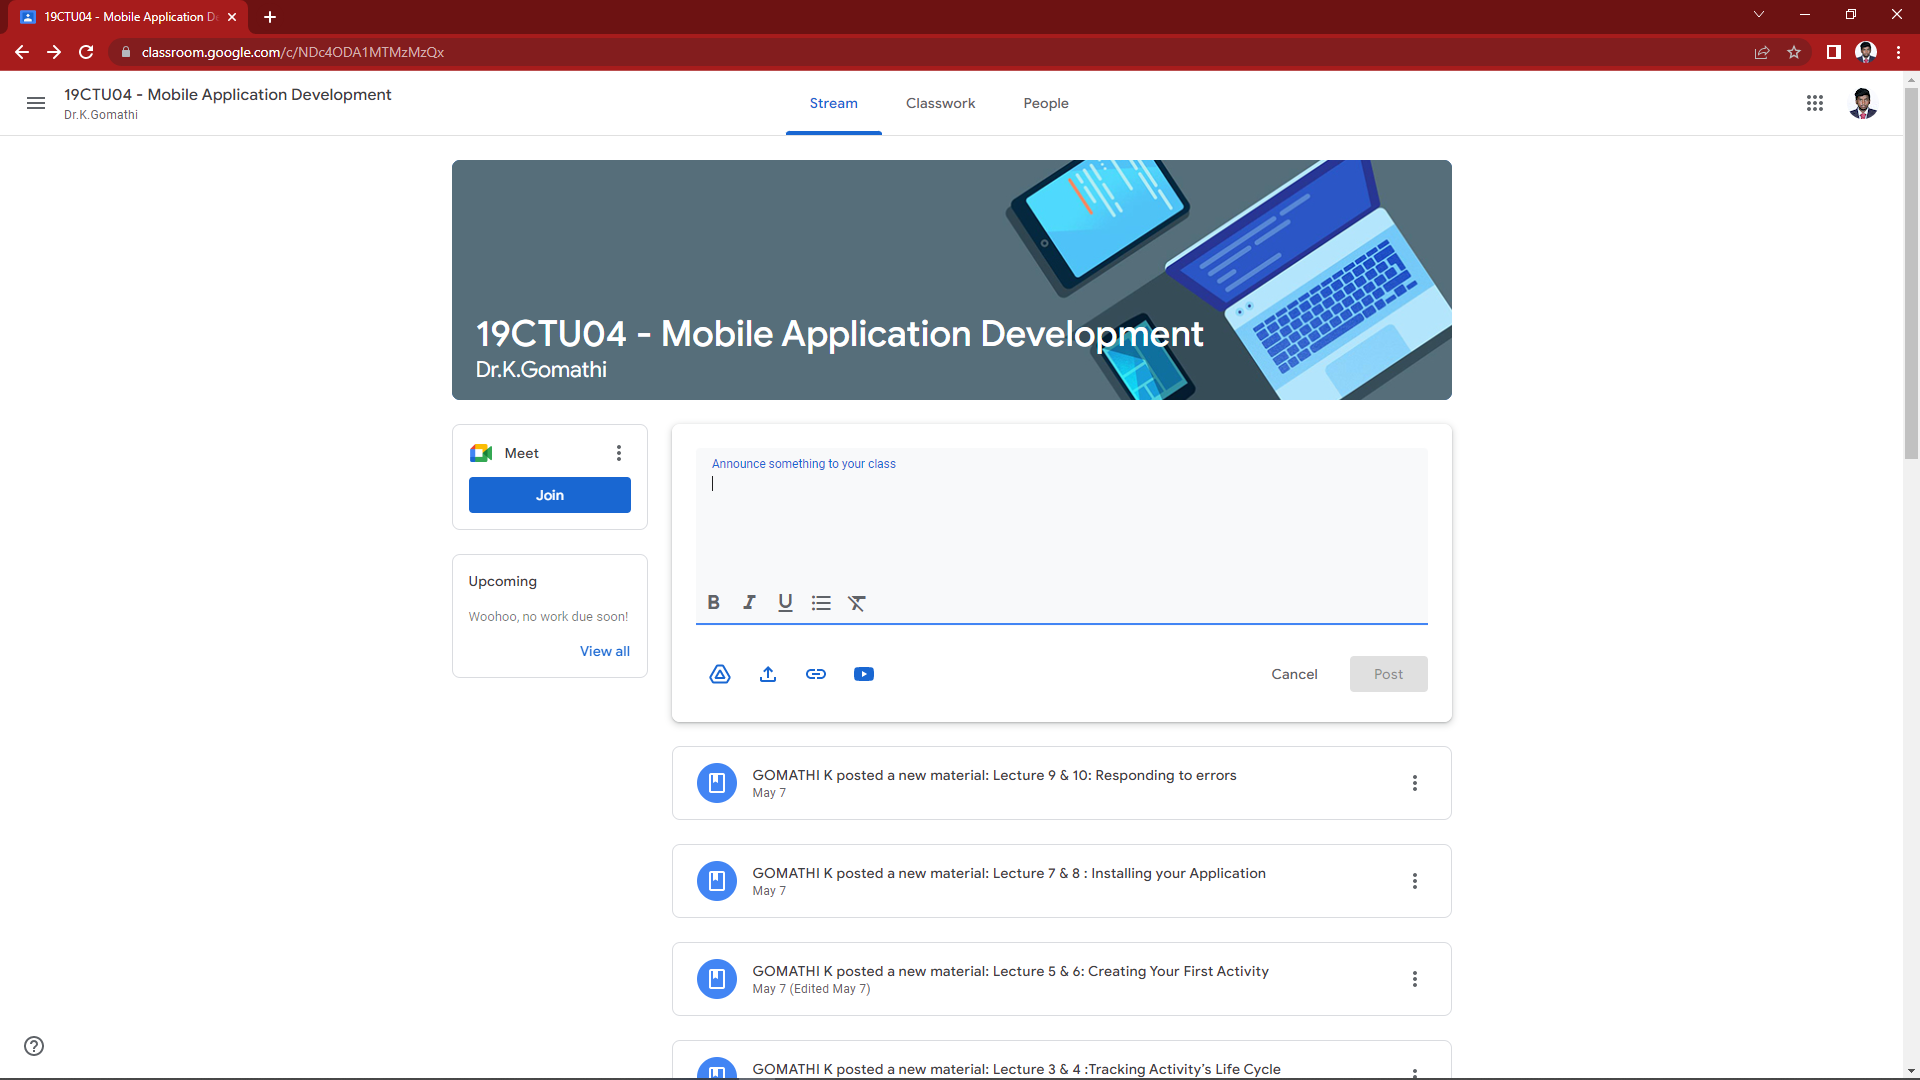 19CTU04 - Mobile Application De
classroom.google.com/c/NDc4ODA1MTMzMzQx
19CTU04 - Mobile Application Development
Dr.K.Gomathi
Stream
Classwork
People
19CTU04 - Mobile Application Development
Dr.K.Gomathi
Meet
Join
Upcoming
Woohoo, no work due soon!
View all
Announce something to your class
B I U
Cancel
Post
GOMATHI K posted a new material: Lecture 9 & 10: Responding to errors
May 7
GOMATHI K posted a new material: Lecture 7 & 8 : Installing your Application
May 7
GOMATHI K posted a new material: Lecture 5 & 6: Creating Your First Activity
May 7 (Edited May 7)
GOMATHI K posted a new material: Lecture 3 & 4 :Tracking Activity’s Life Cycle